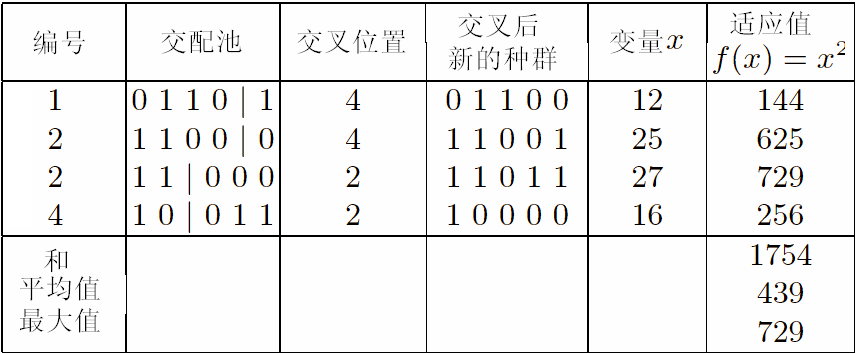 编号 交配池 交叉位置 交叉后 新的种群 变量x 适应值 f(x) = x²
1 0 1 1 0 | 1 4 0 1 1 0 0 12 144
2 1 1 0 0 | 0 4 1 1 0 0 1 25 625
2 1 1 | 0 0 0 2 1 1 0 1 1 27 729
4 1 0 | 0 1 1 2 1 0 0 0 0 16 256
和 1754
平均值 439
最大值 729